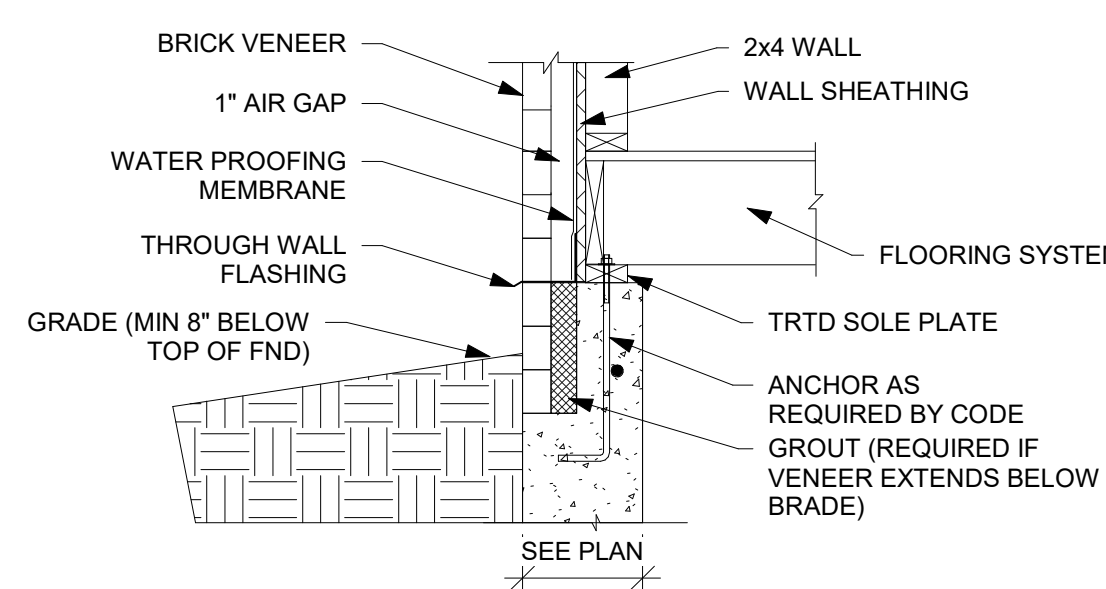 BRICK VENEER
1" AIR GAP
WATER PROOFING
MEMBRANE
THROUGH WALL
FLASHING
GRADE (MIN 8" BELOW
TOP OF FND)
2x4 WALL
WALL SHEATHING
FLOORING SYSTEM
TRTD SOLE PLATE
ANCHOR AS
REQUIRED BY CODE
GROUT (REQUIRED IF
VENEER EXTENDS BELOW
BRADE)
SEE PLAN